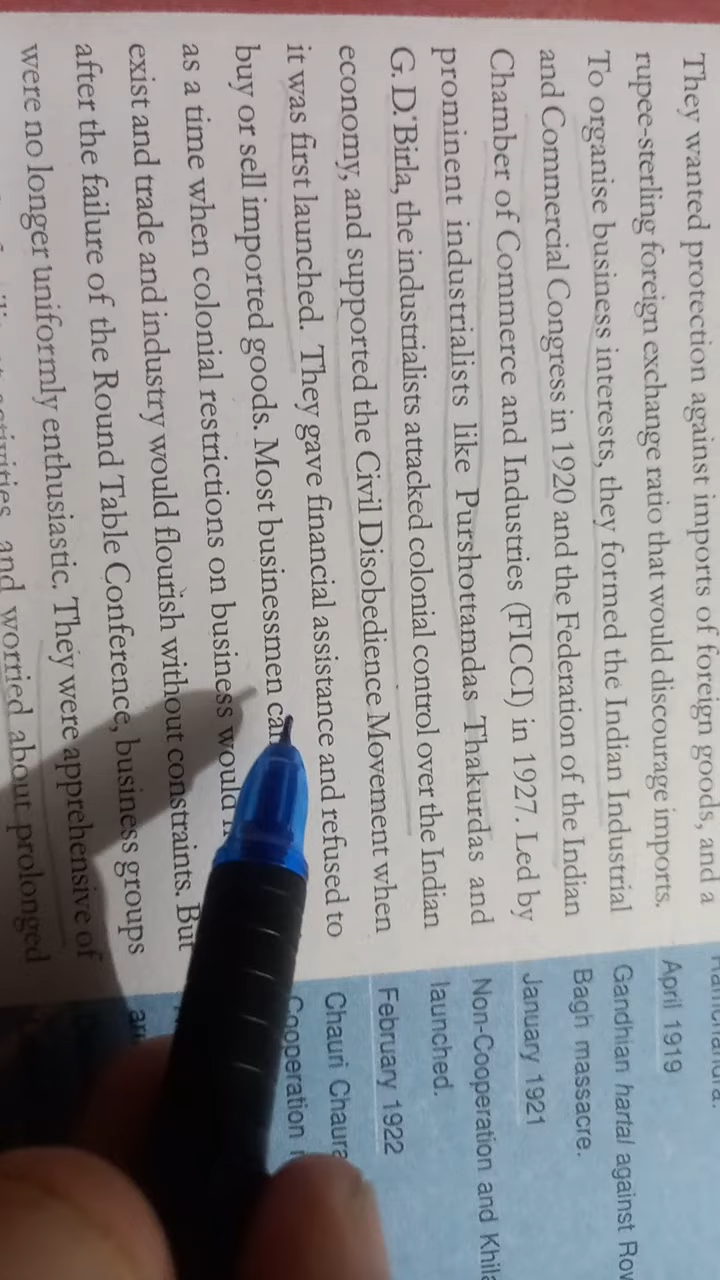 They wanted protection against imports of foreign goods, and a
rupee-sterling foreign exchange ratio that would discourage imports.
To organise business interests, they formed the Indian Industrial
and Commercial Congress in 1920 and the Federation of the Indian
Chamber of Commerce and Industries (FICCI) in 1927. Led by
prominent industrialists like Purshottamdas Thakurdas and
G. D. Birla, the industrialists attacked colonial control over the Indian
economy, and supported the Civil Disobedience Movement when
it was first launched. They gave financial assistance and refused to
buy or sell imported goods. Most businessmen
as a time when colonial restrictions on business would
exist and trade and industry would flourish without constraints. But
after the failure of the Round Table Conference, business groups
were no longer uniformly enthusiastic. They were apprehensive of
activities, and worried about prolonged
April 1919
Gandhian hartal against
Bagh massacre.
January 1921
Non-Cooperation and
launched.
February 1922
Chauri Chaura
Cooperation